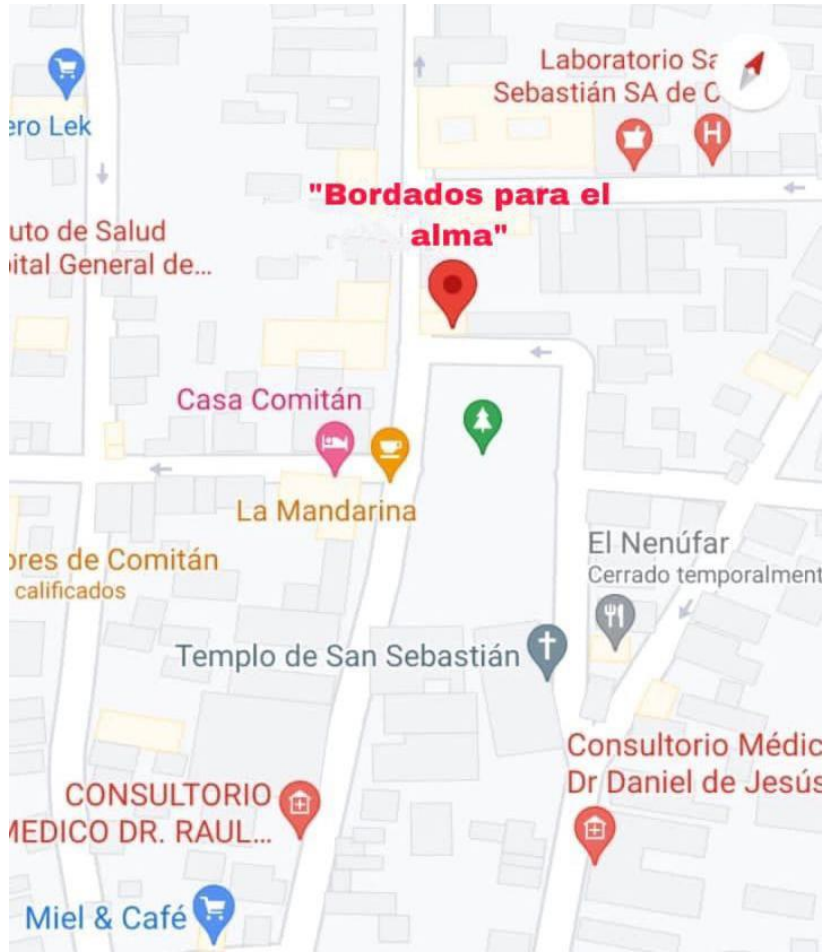 Laboratorio Sa
Sebastián SA de C
ero Lek
"Bordados para el
alma"
uto de Salud
ital General de...
H
Casa Comitán
La Mandarina
ores de Comitán
calificados
El Nenúfar
Cerrado temporalment
Templo de San Sebastián
Consultorio Médic
Dr Daniel de Jesús
CONSULTORIO
MEDICO DR. RAUL...
Miel & Café